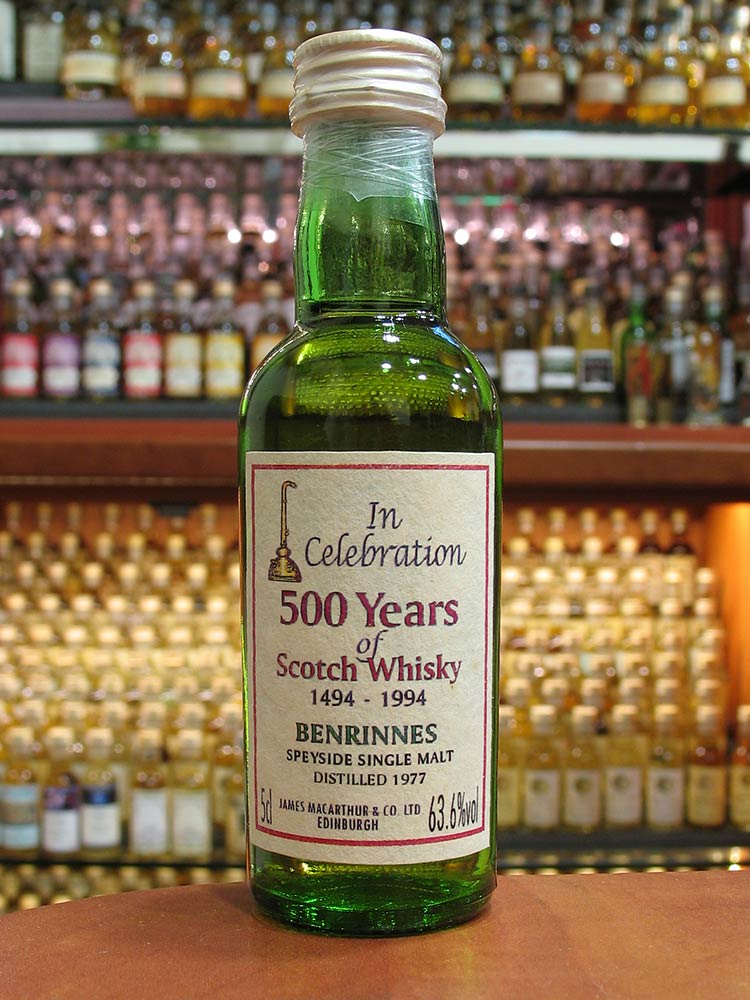 In
Celebration
500 Years
of
Scotch Whisky
1494 - 1994
BENRINNES
SPEYSIDE SINGLE MALT
DISTILLED 1977
5cl JAMES MACARTHUR & CO. LTD 63.6%vol
EDINBURGH